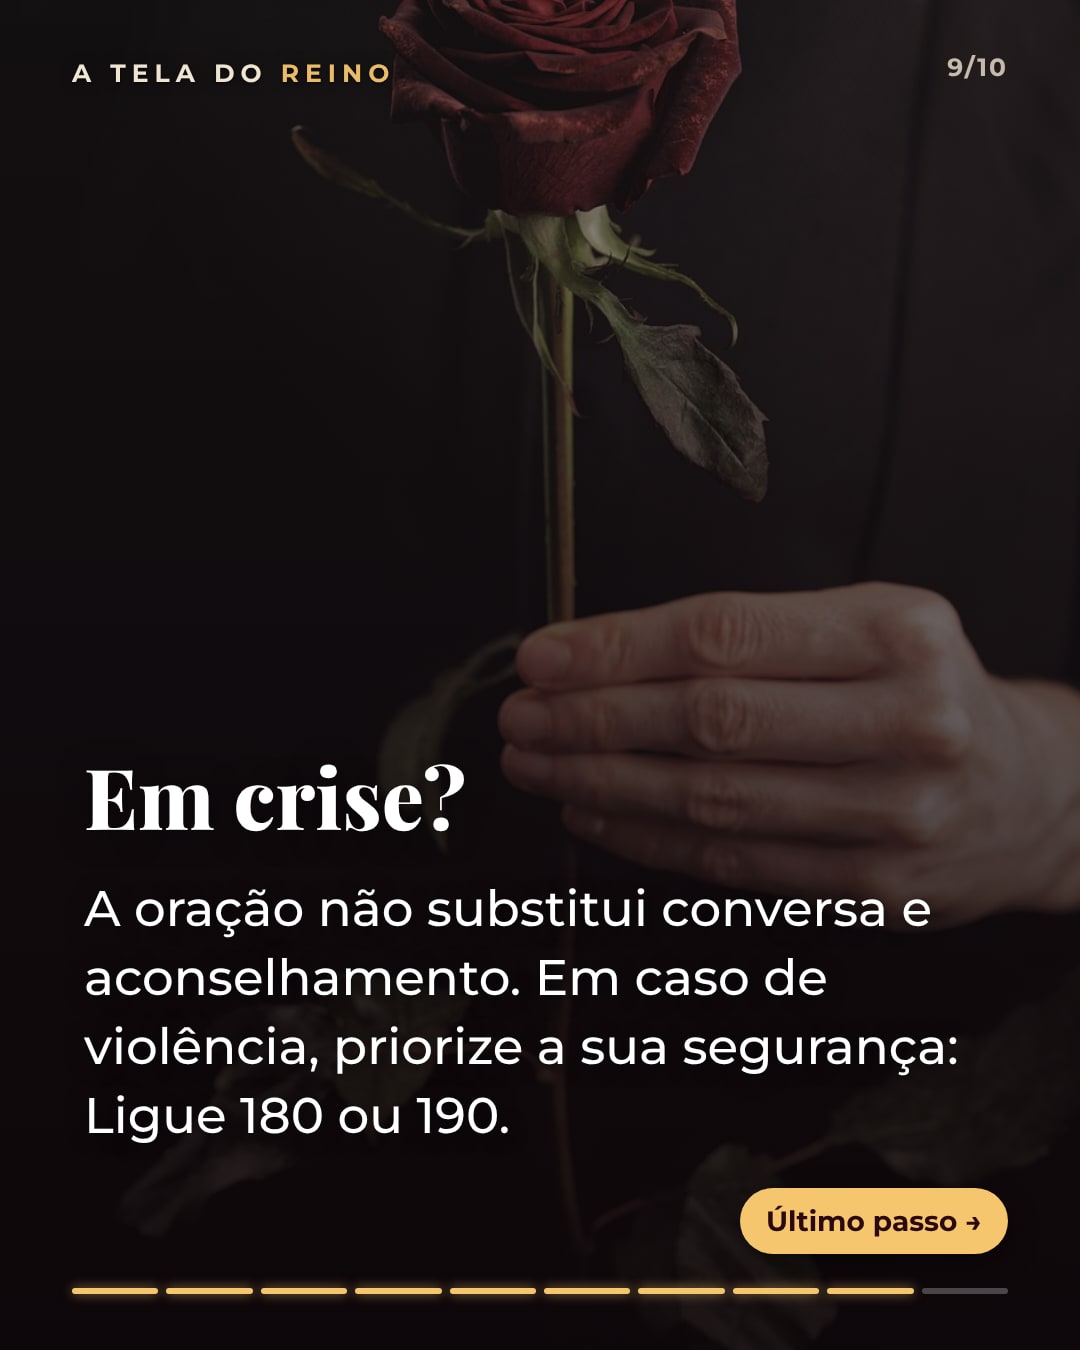 A TELA DO REINO
9/10
Em crise?
A oração não substitui conversa e
aconselhamento. Em caso de
violência, priorize a sua segurança:
Ligue 180 ou 190.
Último passo →